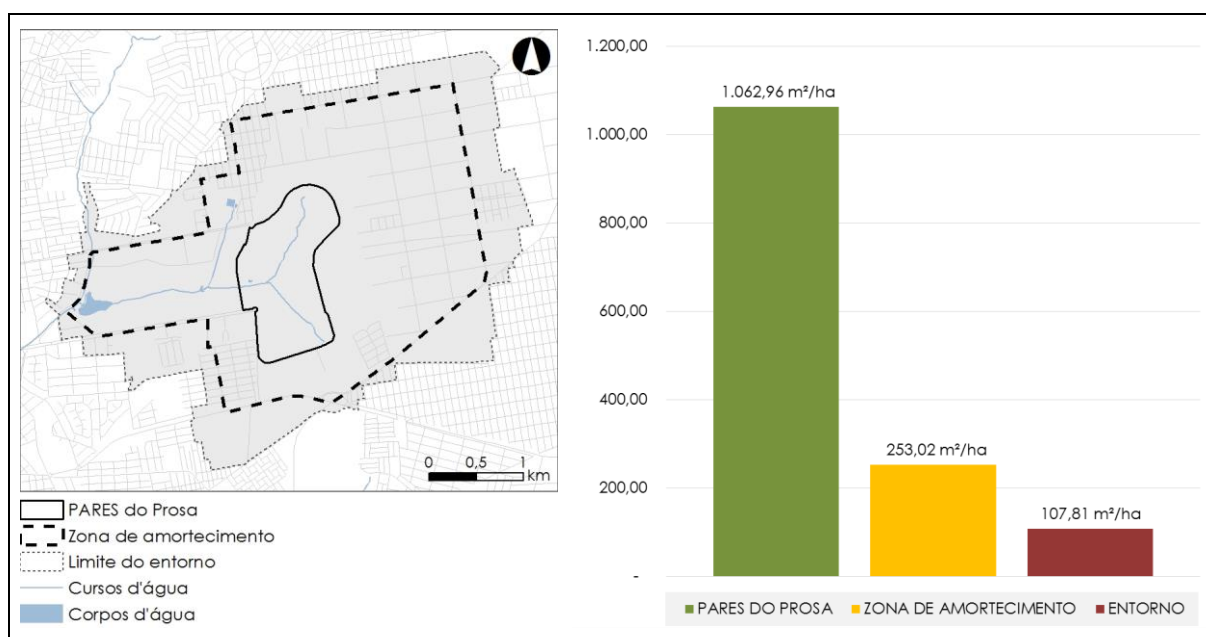 0 0,5 1
km
PARES do Prosa
Zona de amortecimento
Limite do entorno
Cursos d'água
Corpos d'água
1.200,00
1.000,00
800,00
600,00
400,00
200,00
-
1.062,96 m²/ha
253,02 m²/ha
107,81 m²/ha
PARES DO PROSA ZONA DE AMORTECIMENTO ENTORNO